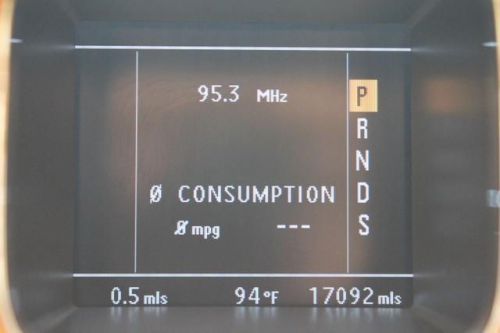 95.3 MHz
P
R
N
D
S
Ø CONSUMPTION
Ø mpg ---
0.5 mls 94°F 17092 mls